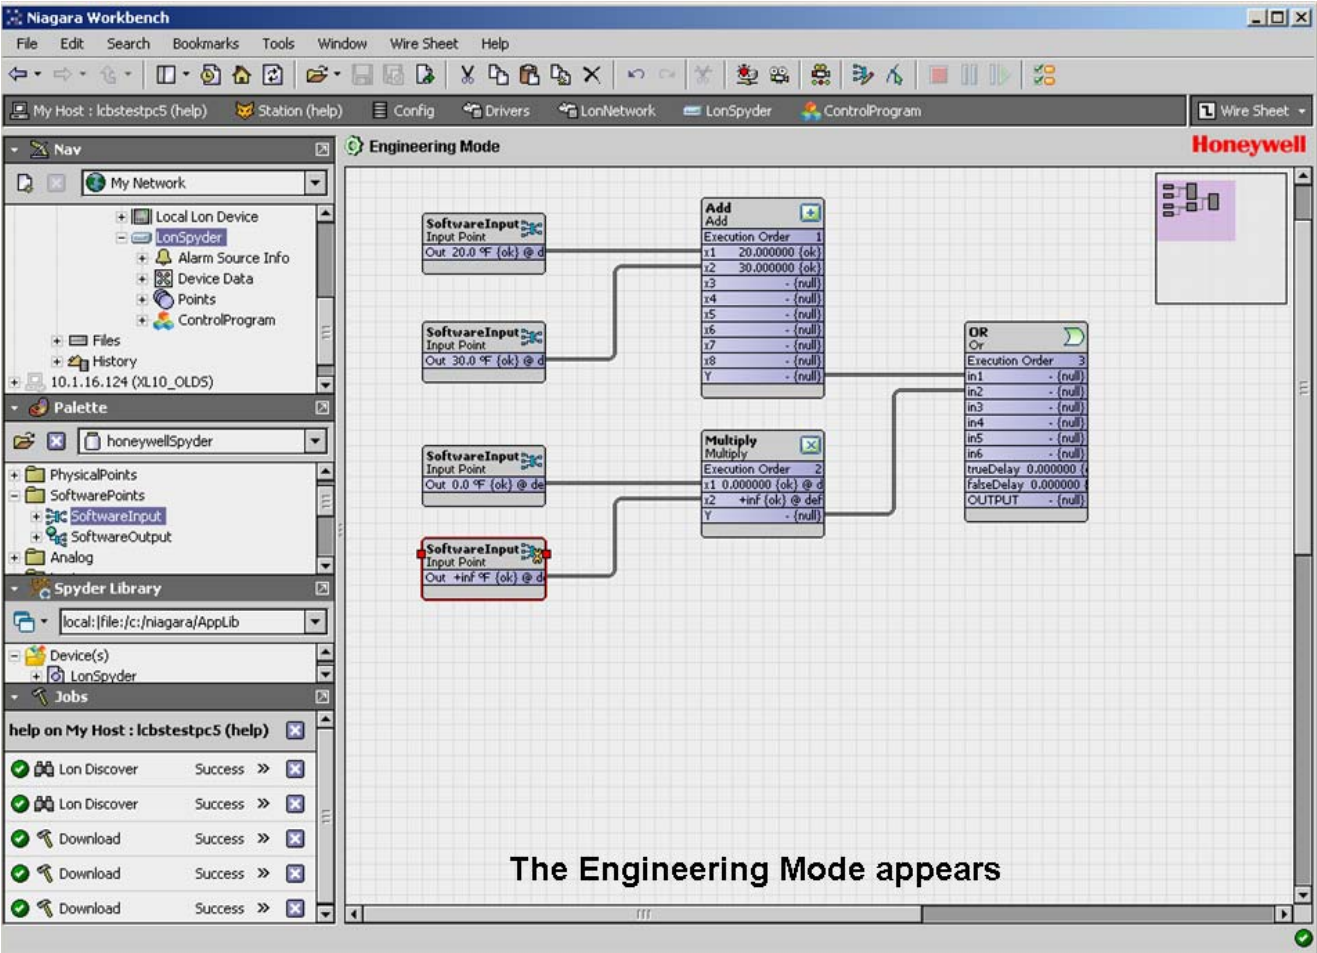 Niagara Workbench
File Edit Search Bookmarks Tools Window Wire Sheet Help
My Host : lcbstestpc5 (help) Station (help) Config Drivers LonNetwork LonSpyder ControlProgram Wire Sheet
Nav
My Network
Local Lon Device
LonSpyder
Alarm Source Info
Device Data
Points
ControlProgram
Files
History
10.1.16.124 (XL10_OLDS)
Palette
honeywellSpyder
PhysicalPoints
SoftwarePoints
SoftwareInput
SoftwareOutput
Analog
Spyder Library
local:|file:/c:/niagara/AppLib
Device(s)
LonSpyder
Jobs
help on My Host : lcbstestpc5 (help)
Lon Discover Success »
Lon Discover Success »
Download Success »
Download Success »
Download Success »
Engineering Mode
Honeywell
SoftwareInput
Input Point
Out 20.0 °F {ok} @ d
SoftwareInput
Input Point
Out 30.0 °F {ok} @ d
SoftwareInput
Input Point
Out 0.0 °F {ok} @ de
SoftwareInput
Input Point
Out +inf °F {ok} @ de
Add
Add
Execution Order 1
x1 20.000000 {ok}
x2 30.000000 {ok}
x3 - {null}
x4 - {null}
x5 - {null}
x6 - {null}
x7 - {null}
x8 - {null}
Y - {null}
Multiply
Multiply
Execution Order 2
x1 0.000000 {ok} @ d
x2 +inf {ok} @ def
Y - {null}
OR
Or
Execution Order 3
in1 - {null}
in2 - {null}
in3 - {null}
in4 - {null}
in5 - {null}
in6 - {null}
trueDelay 0.000000 {
falseDelay 0.000000
OUTPUT - {null}
The Engineering Mode appears